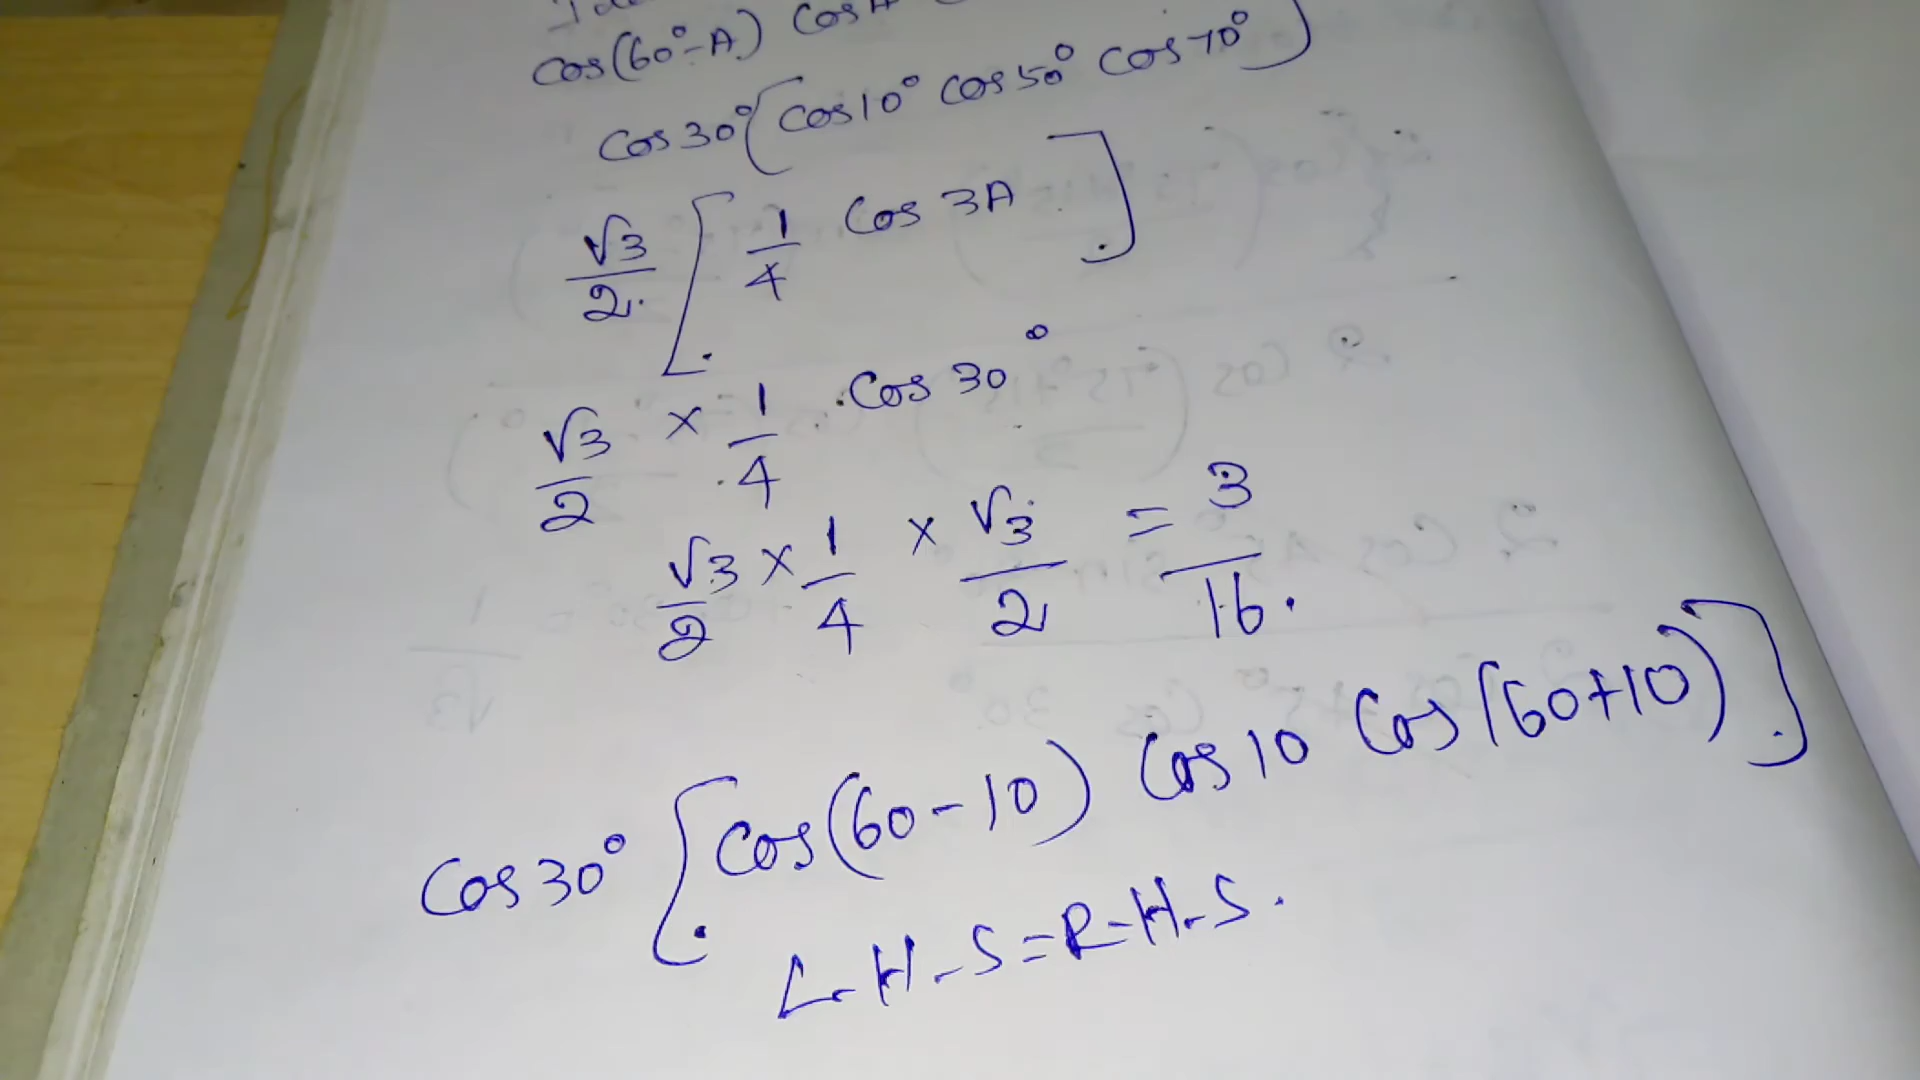 cos(60°-A) cos
cos 30° [cos 10° cos 50° cos 70°]
√3/2 [1/4 cos 3A]
√3/2 × 1/4 . cos 30°
√3/2 × 1/4 × √3/2 = 3/16.
cos 30° [cos(60-10) cos 10 cos(60+10)]
L-H-S = R-H-S.